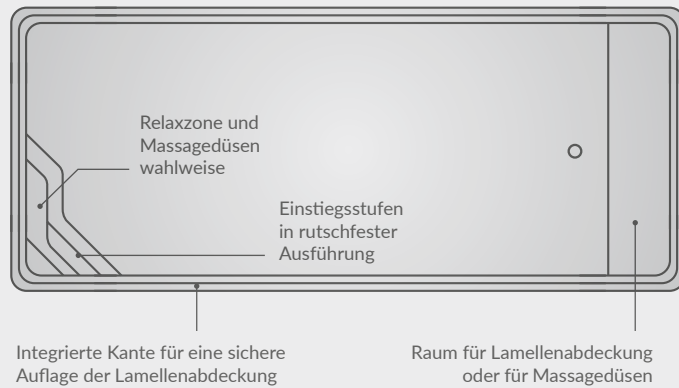 Relaxzone und
Massagedüsen
wahlweise
Einstiegsstufen
in rutschfester
Ausführung
Integrierte Kante für eine sichere
Auflage der Lamellenabdeckung
Raum für Lamellenabdeckung
oder für Massagedüsen